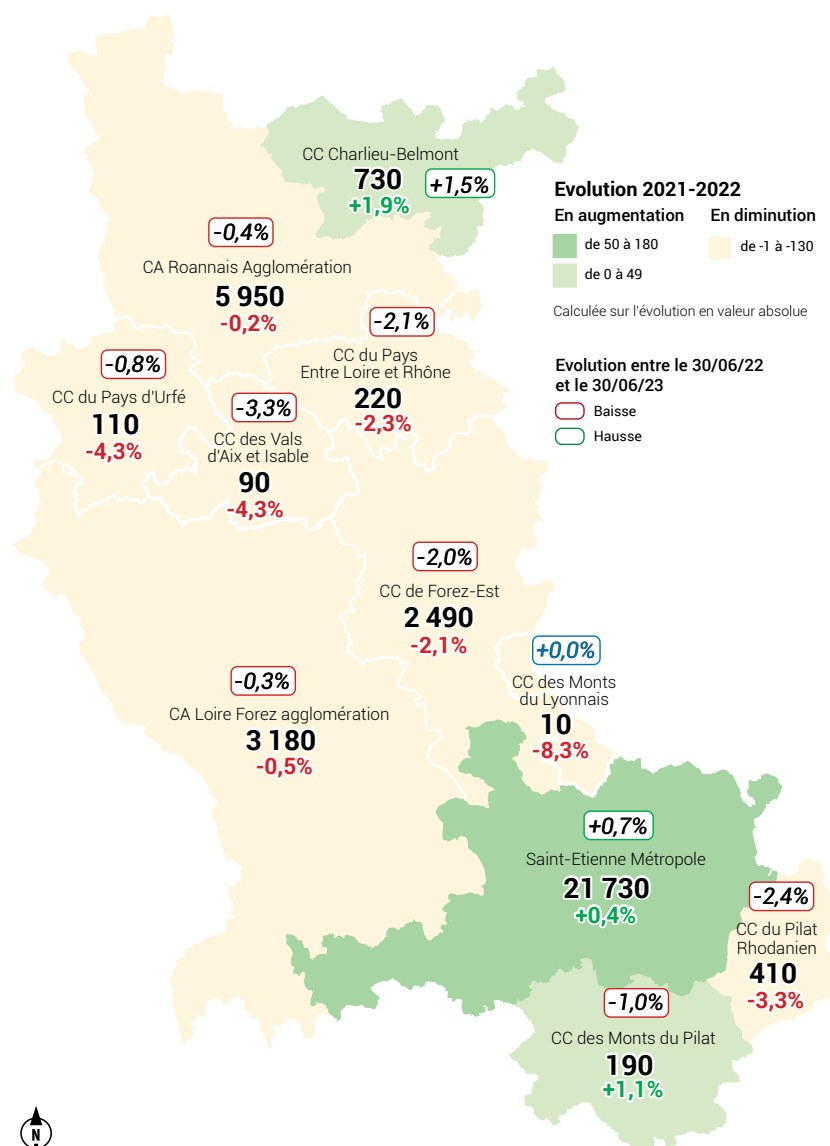 CC Charlieu-Belmont
730
+1,5%
+1,9%
Evolution 2021-2022
En augmentation
En diminution
de 50 à 180
de -1 à -130
de 0 à 49
Calculée sur l'évolution en valeur absolue
Evolution entre le 30/06/22
et le 30/06/23
Baisse
Hausse
-0,4%
CA Roannais Agglomération
5 950
-0,2%
-2,1%
CC du Pays
Entre Loire et Rhône
220
-2,3%
-0,8%
CC du Pays d'Urfé
110
-4,3%
-3,3%
CC des Vals
d'Aix et Isable
90
-4,3%
-2,0%
CC de Forez-Est
2 490
-2,1%
+0,0%
CC des Monts
du Lyonnais
10
-8,3%
-0,3%
CA Loire Forez agglomération
3 180
-0,5%
+0,7%
Saint-Etienne Métropole
21 730
+0,4%
-2,4%
CC du Pilat
Rhodanien
410
-3,3%
-1,0%
CC des Monts du Pilat
190
+1,1%
N